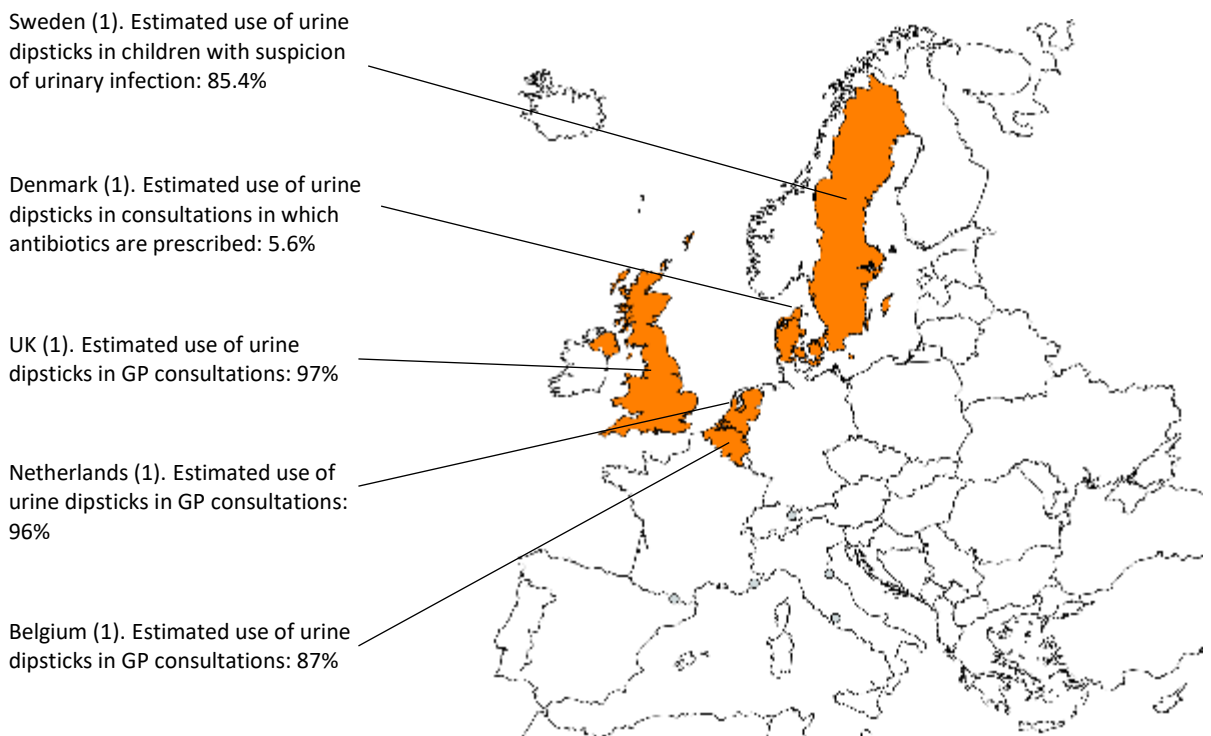 Sweden (1). Estimated use of urine
dipsticks in children with suspicion
of urinary infection: 85.4%
Denmark (1). Estimated use of urine
dipsticks in consultations in which
antibiotics are prescribed: 5.6%
UK (1). Estimated use of urine
dipsticks in GP consultations: 97%
Netherlands (1). Estimated use of
urine dipsticks in GP consultations:
96%
Belgium (1). Estimated use of urine
dipsticks in GP consultations: 87%